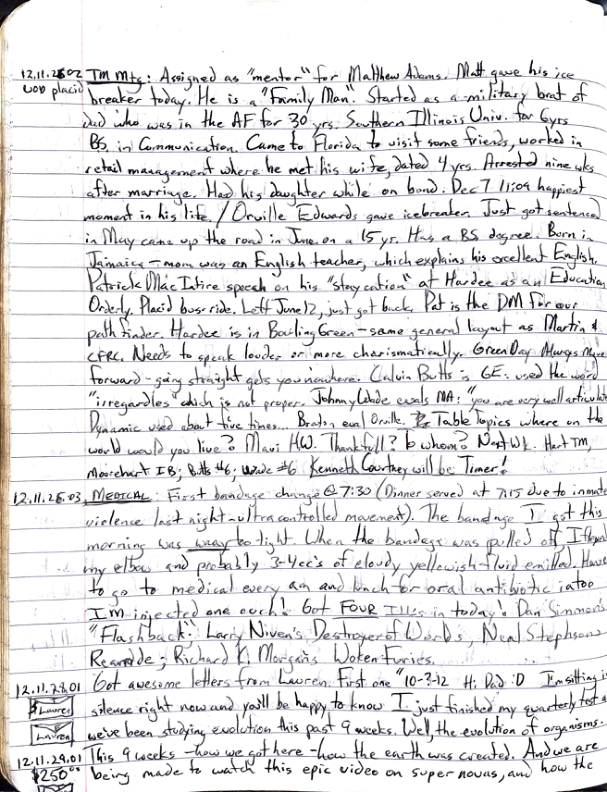 12.11.26.02 TM Mtg: Assigned as "mentor" for Matthew Adams. Matt gave his ice
WOD placid breaker today. He is a "Family Man". Started as a military brat of
dad who was in the AF for 30 yrs. Southern Illinois Univ. for 6yrs
BS in Communication. Came to Florida to visit some friends, worked in
retail management where he met his wife, dated 4 yrs. Arrested nine wks
after marriage. Had his daughter while on bond. Dec 7 11:09 happiest
moment in his life. / Orville Edwards gave icebreaker. Just got sentenced
in May came up the road in June on a 15 yr. Has a BS degree. Born in
Jamaica - mom was an English teacher, which explains his excellent English.
Patrick MacIntire speech on his "staycation" at Hardee as an Education
Orderly. Placid bus ride. Left June 12, just got back. Pat is the DM for our
path finder. Hardee is in Bowling Green - same general layout as Martin &
CFRC. Needs to speak louder or more charismatically. Green Day Always Move
forward - going straight gets you nowhere. Calvin Butts is GE: used the word
"irregardles" which is not proper. Johnny Wade evals MA: "you are very well articulate
Dynamic used about five times... Braton eval Orville. Table Topics where on the
world would you live? Maui HW. Thankfull? to whom? Next Wk. Hart TM,
Moorehart IB; Butts #6; Wade #6 Kenneth Courtney will be Timer!
12.11.26.03 MEDICAL: First bandage change @ 7:30 (Dinner served at 7:15 due to inmate
violence last night - ultra controlled movement). The bandage I got this
morning was waay to tight. When the bandage was pulled off I flexed
my elbow and probably 3-4cc's of cloudy yellowish fluid emitted. Have
to go to medical every am and lunch for oral antibiotic
I.M. injected one ouch! Got FOUR ILL's in today! Dan Simmon's
"Flashback"; Larry Niven's Destroyer of Worlds; Neal Stephson's
Reamde; Richard K. Morgan's Woken Furies.
12.11.28.01 Got awesome letters from Lauren. First one "10-3-12 Hi Dad :D I'm sitting in
Lauren silence right now and you'll be happy to know I just finished my quarterly test
Lauren we've been studying evolution this past 9 weeks. Well, the evolution of organisms.
12.11.29.01 This 9 weeks - how we got here - how the earth was created. And we are
$250.00 being made to watch this epic video on super novas, and how the